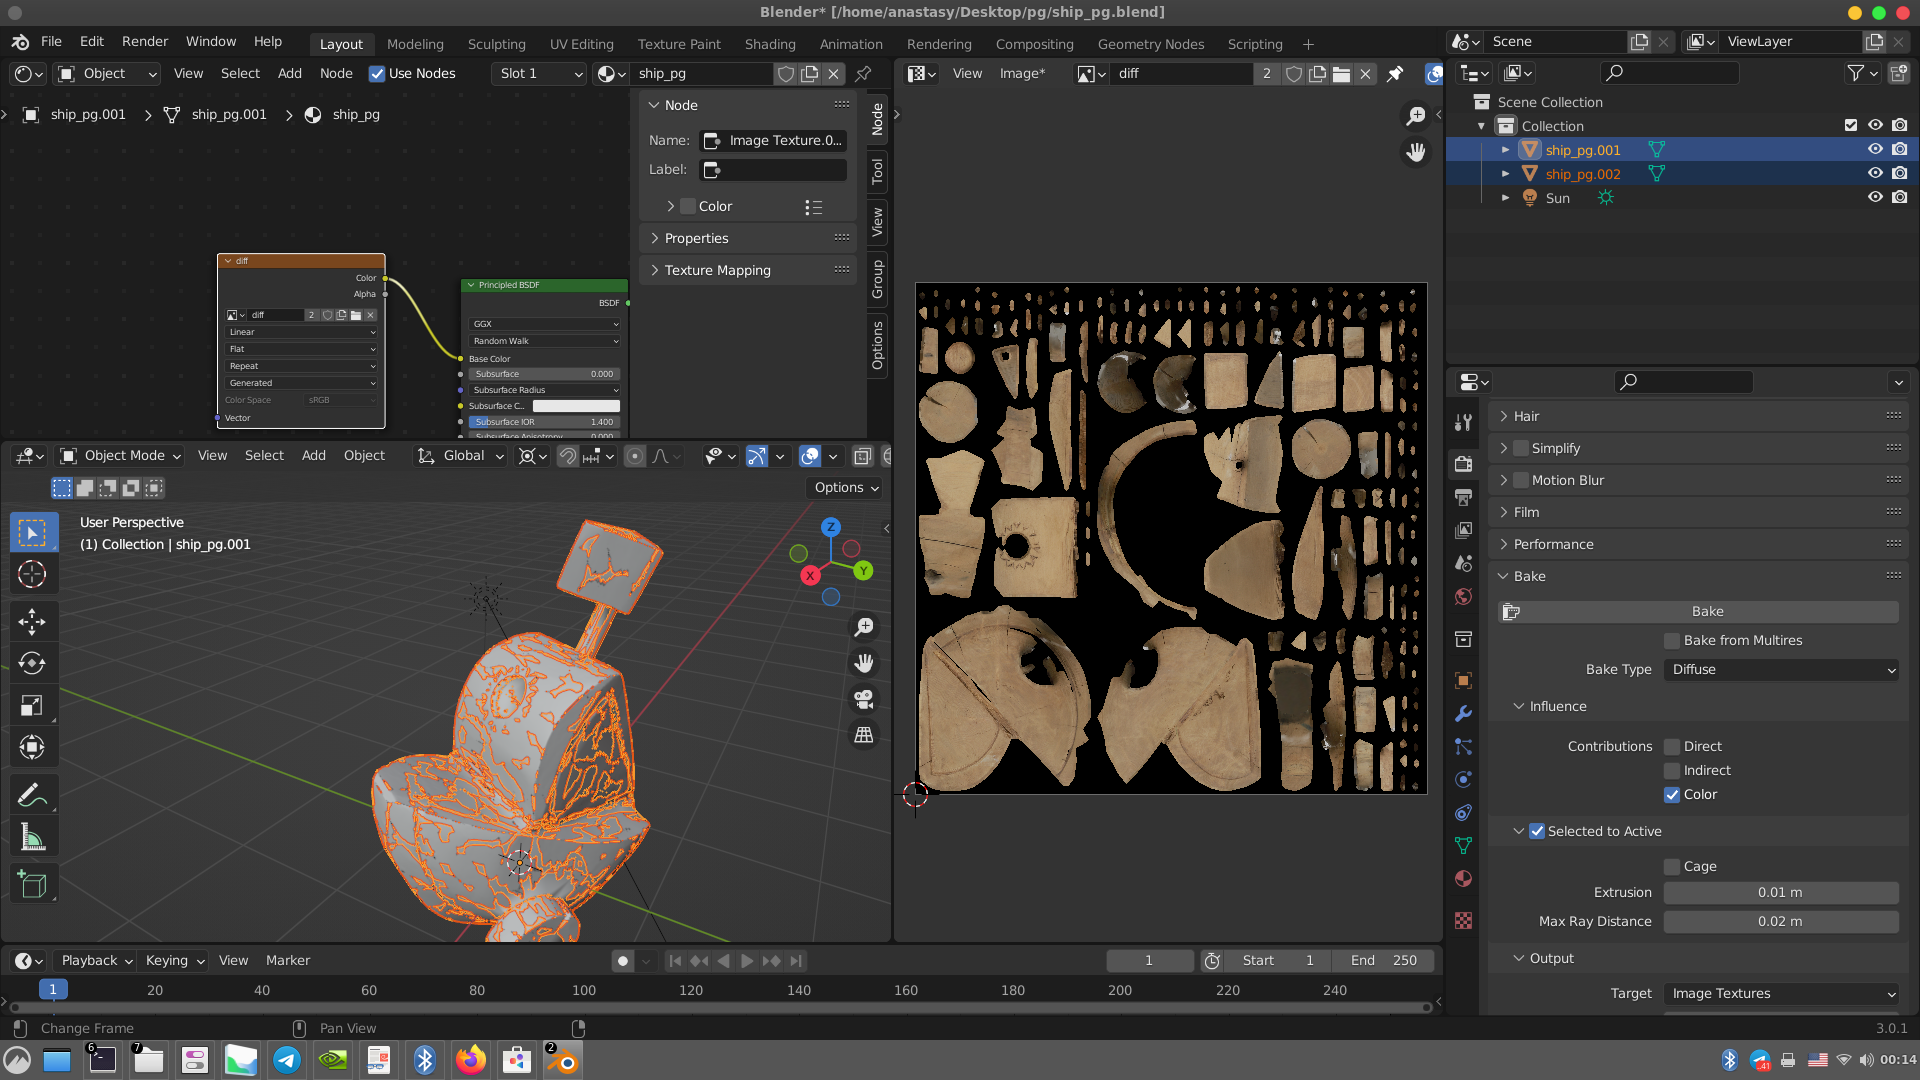 Blender* [/home/anastasy/Desktop/pg/ship_pg.blend]
File Edit Render Window Help
Layout Modeling Sculpting UV Editing Texture Paint Shading Animation Rendering Compositing Geometry Nodes Scripting +
Scene
ViewLayer
Object View Select Add Node Use Nodes Slot 1 ship_pg
View Image* diff 2
ship_pg.001 ship_pg.001 ship_pg
Node
Name: Image Texture.0...
Label:
Color
Properties
Texture Mapping
Node
Tool
View
Group
Options
diff
Color
Alpha
diff 2
Linear
Flat
Repeat
Generated
Color Space sRGB
Vector
Principled BSDF
BSDF
GGX
Random Walk
Base Color
Subsurface 0.000
Subsurface Radius
Subsurface C...
Subsurface IOR 1.400
Subsurface Anisotropy 0.000
Scene Collection
Collection
ship_pg.001
ship_pg.002
Sun
Object Mode View Select Add Object Global
Options
User Perspective
(1) Collection | ship_pg.001
Z
X
Y
Hair
Simplify
Motion Blur
Film
Performance
Bake
Bake
Bake from Multires
Bake Type Diffuse
Influence
Contributions Direct
Indirect
Color
Selected to Active
Cage
Extrusion 0.01 m
Max Ray Distance 0.02 m
Output
Target Image Textures
Playback Keying View Marker
1 Start 1 End 250
1 20 40 60 80 100 120 140 160 180 200 220 240
Change Frame Pan View
3.0.1
6 7 2
41
00:14